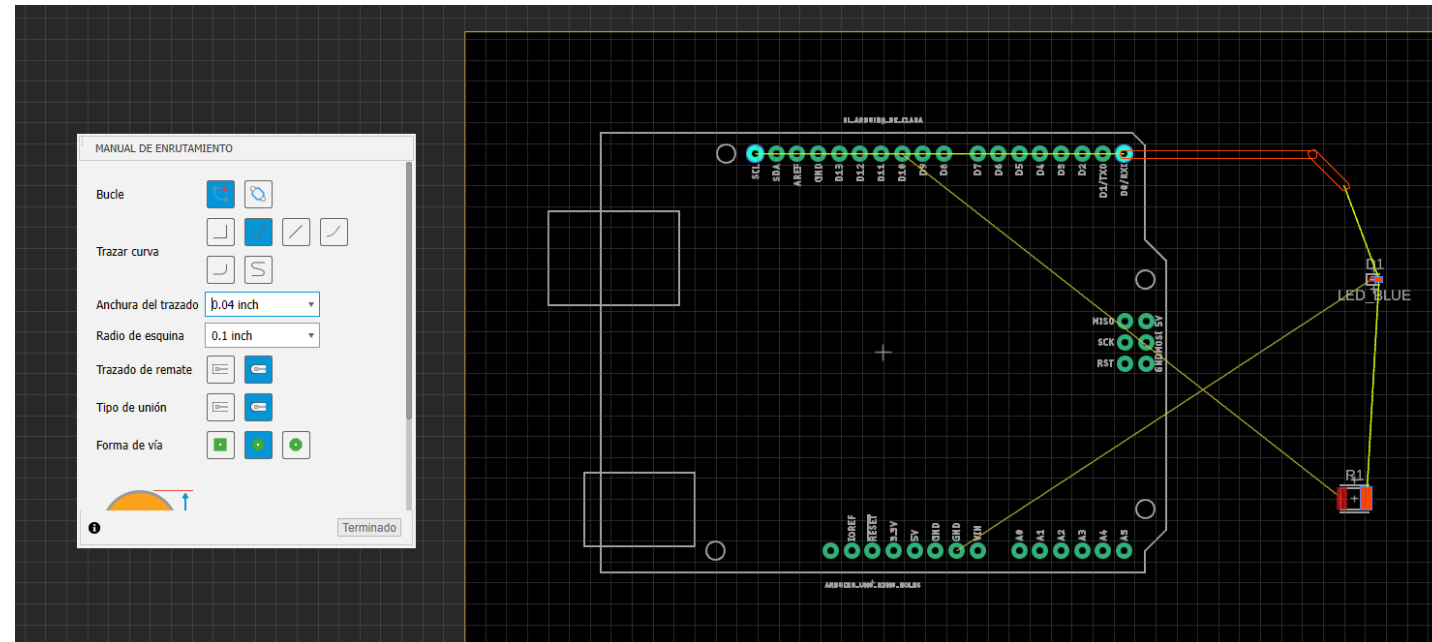 MANUAL DE ENRUTAMIENTO
Bucle
Trazar curva
Anchura del trazado
0.04 inch
Radio de esquina
0.1 inch
Trazado de remate
Tipo de unión
Forma de vía
Terminado
EL_ARDUINO_DE_CLASA
SCL
SDA
AREF
GND
D13
D12
D11
D10
D9
D8
D7
D6
D5
D4
D3
D2
D1/TX0
D0/RX0
D1
LED_BLUE
MISO
5V
SCK
MOSI
RST
GND
R1
IOREF
RESET
3.3V
5V
GND
GND
VIN
A0
A1
A2
A3
A4
A5
ARDUINO_UNO_R3NO_HOLES